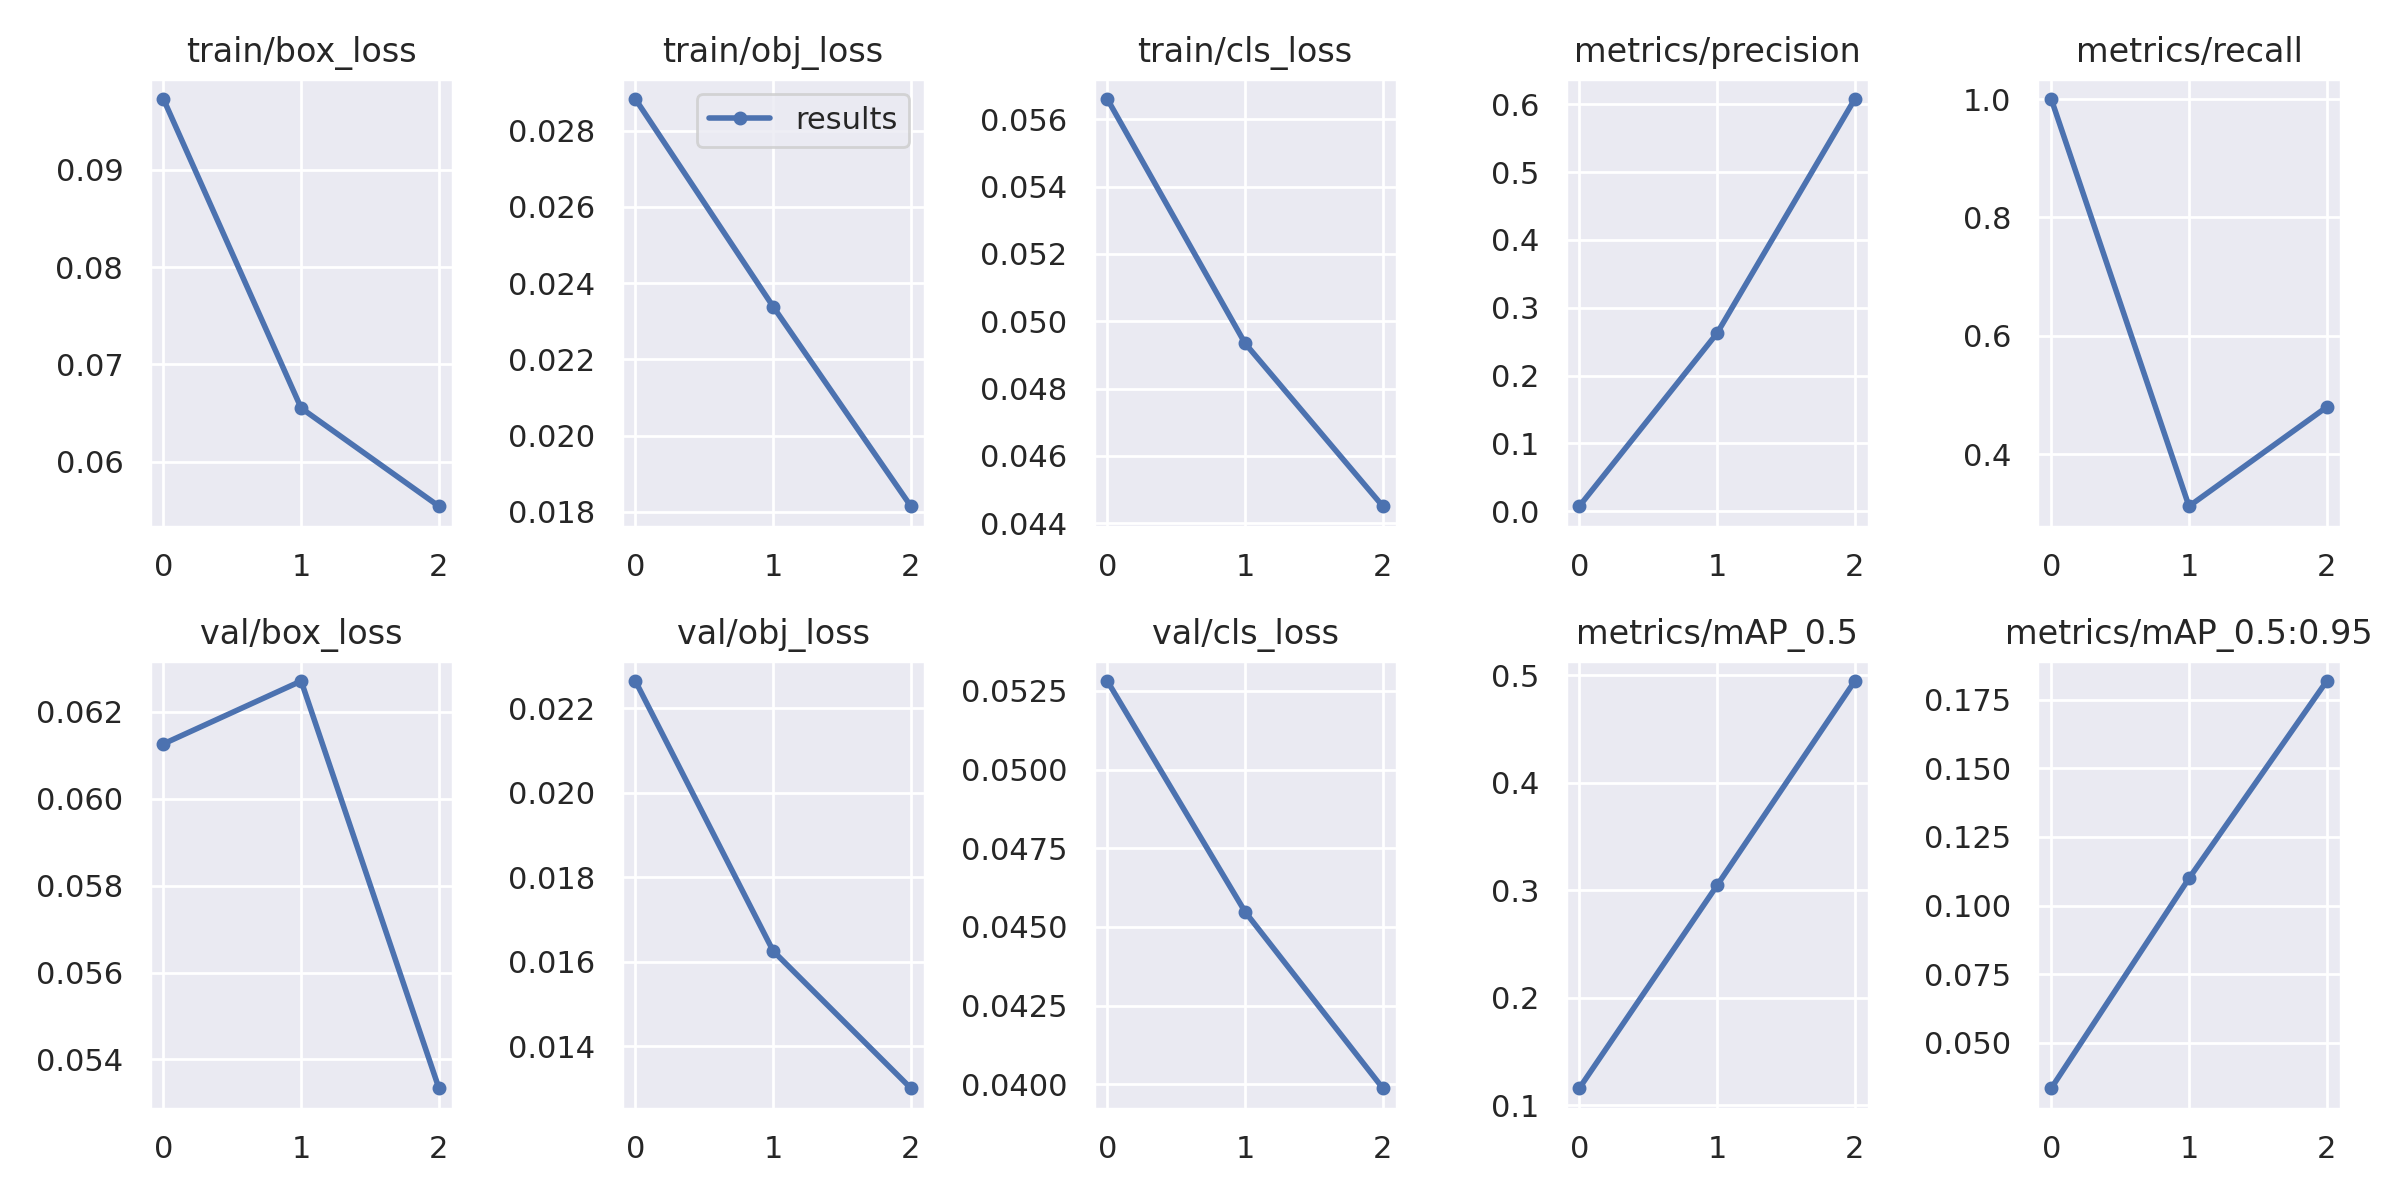 train/box_loss
0.09
0.08
0.07
0.06
0 1 2
train/obj_loss
results
0.028
0.026
0.024
0.022
0.020
0.018
0 1 2
train/cls_loss
0.056
0.054
0.052
0.050
0.048
0.046
0.044
0 1 2
metrics/precision
0.6
0.5
0.4
0.3
0.2
0.1
0.0
0 1 2
metrics/recall
1.0
0.8
0.6
0.4
0 1 2
val/box_loss
0.062
0.060
0.058
0.056
0.054
0 1 2
val/obj_loss
0.022
0.020
0.018
0.016
0.014
0 1 2
val/cls_loss
0.0525
0.0500
0.0475
0.0450
0.0425
0.0400
0 1 2
metrics/mAP_0.5
0.5
0.4
0.3
0.2
0.1
0 1 2
metrics/mAP_0.5:0.95
0.175
0.150
0.125
0.100
0.075
0.050
0 1 2